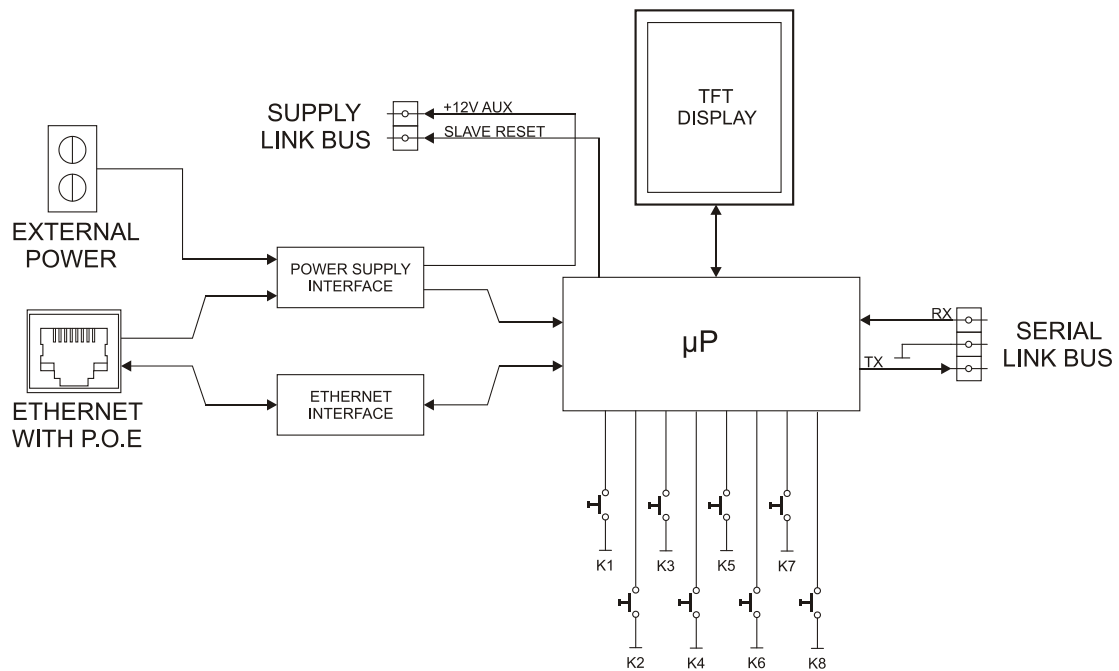 TFT
DISPLAY
SUPPLY
LINK BUS
+12V AUX
SLAVE RESET
EXTERNAL
POWER
POWER SUPPLY
INTERFACE
µP
RX
TX
SERIAL
LINK BUS
ETHERNET
WITH P.O.E
ETHERNET
INTERFACE
K1
K3
K5
K7
K2
K4
K6
K8